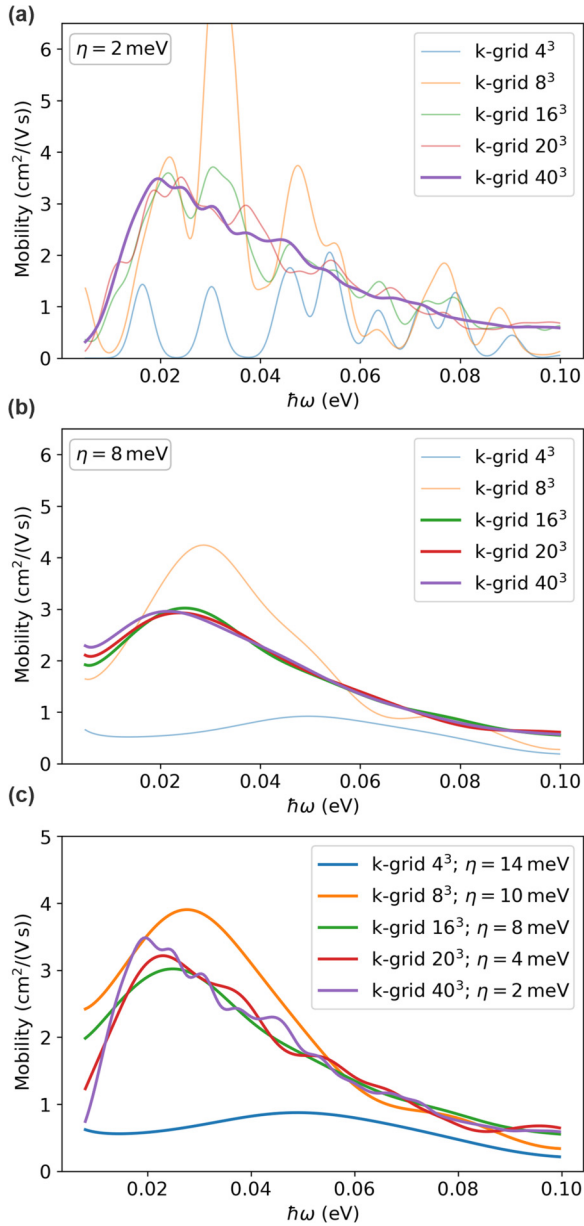 (a)
η = 2 meV
k-grid 4³
k-grid 8³
k-grid 16³
k-grid 20³
k-grid 40³
Mobility (cm²/(V s))
6
5
4
3
2
1
0
0.02 0.04 0.06 0.08 0.10
ℏω (eV)
(b)
η = 8 meV
k-grid 4³
k-grid 8³
k-grid 16³
k-grid 20³
k-grid 40³
Mobility (cm²/(V s))
6
5
4
3
2
1
0
0.02 0.04 0.06 0.08 0.10
ℏω (eV)
(c)
k-grid 4³; η = 14 meV
k-grid 8³; η = 10 meV
k-grid 16³; η = 8 meV
k-grid 20³; η = 4 meV
k-grid 40³; η = 2 meV
Mobility (cm²/(V s))
5
4
3
2
1
0
0.02 0.04 0.06 0.08 0.10
ℏω (eV)